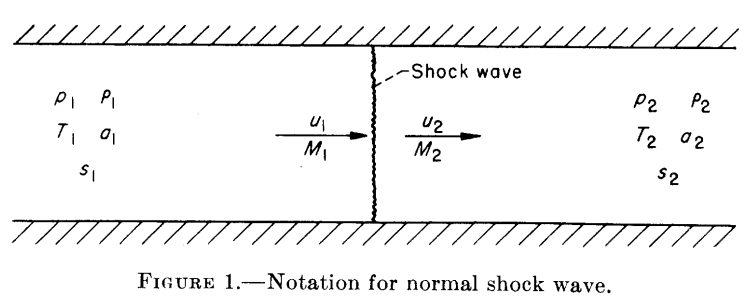 Shock wave
p₁ ρ₁ p₂ ρ₂
u₁ u₂
T₁ a₁ T₂ a₂
M₁ M₂
s₁ s₂
FIGURE 1.—Notation for normal shock wave.